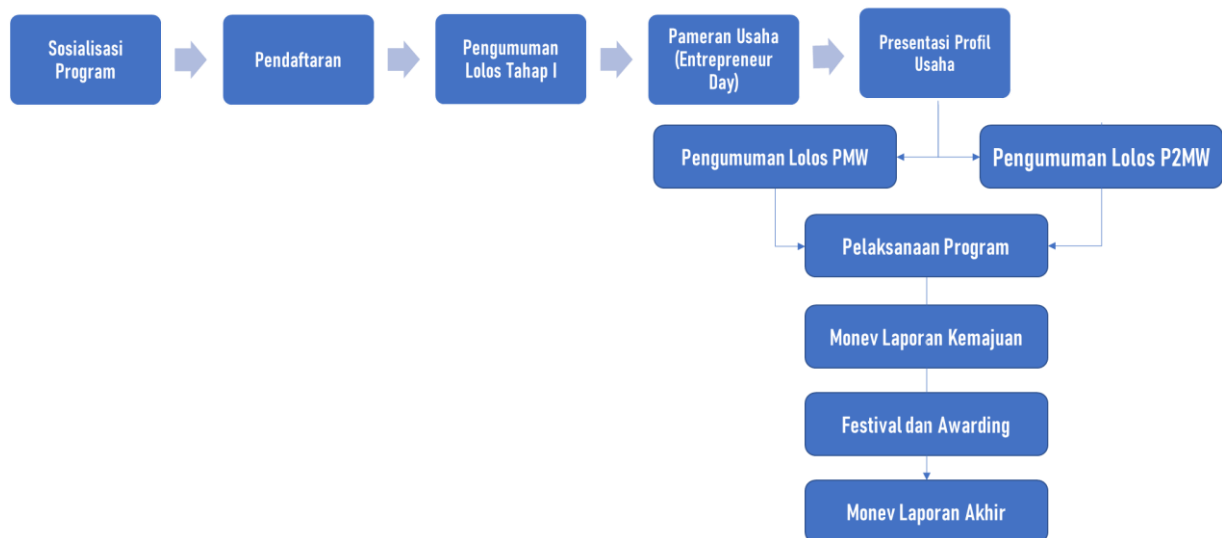 Sosialisasi
Program
Pendaftaran
Pengumuman
Lolos Tahap I
Pameran Usaha
(Entrepreneur
Day)
Presentasi Profil
Usaha
Pengumuman Lolos PMW
Pengumuman Lolos P2MW
Pelaksanaan Program
Monev Laporan Kemajuan
Festival dan Awarding
Monev Laporan Akhir